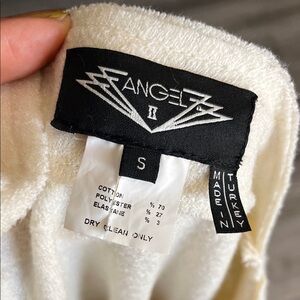 ANGEL
II
S
COTTON % 70
POLYESTER % 27
ELASTANE % 3
DRY CLEAN ONLY
MADE IN
TURKEY